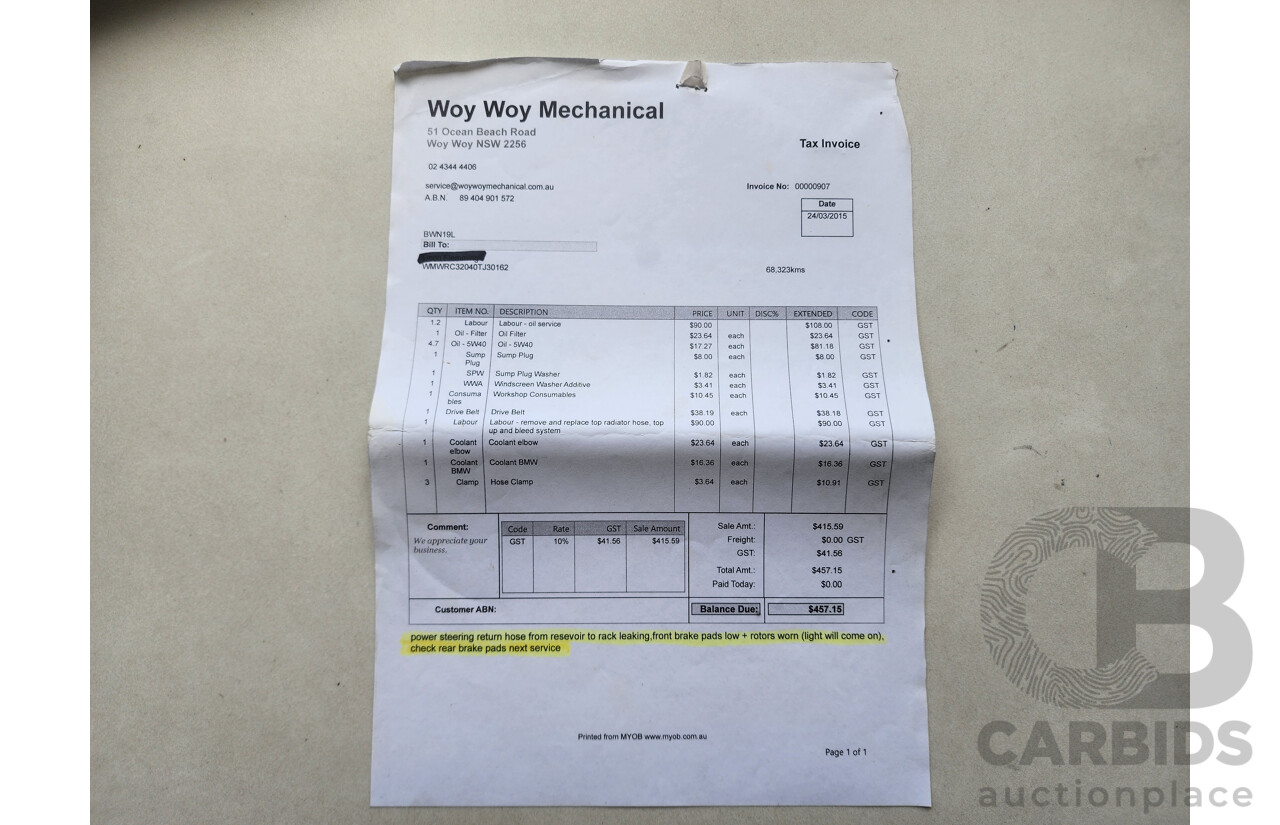 Woy Woy Mechanical
51 Ocean Beach Road
Woy Woy NSW 2256
Tax Invoice
02 4344 4406
service@woywoymechanical.com.au
Invoice No: 00000907
A.B.N. 89 404 901 572
Date
24/03/2015
BWN19L
Bill To:
WMWRC32040TJ30162
68,323kms
QTY ITEM NO. DESCRIPTION PRICE UNIT DISC% EXTENDED CODE
1.2 Labour Labour - oil service $90.00 $108.00 GST
1 Oil - Filter Oil Filter $23.64 each $23.64 GST
4.7 Oil - 5W40 Oil - 5W40 $17.27 each $81.18 GST
1 Sump Sump Plug $8.00 each $8.00 GST
Plug
1 SPW Sump Plug Washer $1.82 each $1.82 GST
1 WWA Windscreen Washer Additive $3.41 each $3.41 GST
1 Consuma Workshop Consumables $10.45 each $10.45 GST
bles
1 Drive Belt Drive Belt $38.19 each $38.18 GST
1 Labour Labour - remove and replace top radiator hose, top $90.00 $90.00 GST
up and bleed system
1 Coolant Coolant elbow $23.64 each $23.64 GST
elbow
1 Coolant Coolant BMW $16.36 each $16.36 GST
BMW
3 Clamp Hose Clamp $3.64 each $10.91 GST
Comment:
We appreciate your
business.
Code Rate GST Sale Amount
GST 10% $41.56 $415.59
Sale Amt.: $415.59
Freight: $0.00 GST
GST: $41.56
Total Amt.: $457.15
Paid Today: $0.00
Customer ABN:
Balance Due: $457.15
power steering return hose from resevoir to rack leaking,front brake pads low + rotors worn (light will come on),
check rear brake pads next service
Printed from MYOB www.myob.com.au
Page 1 of 1
CB
CARBIDS
auctionplace